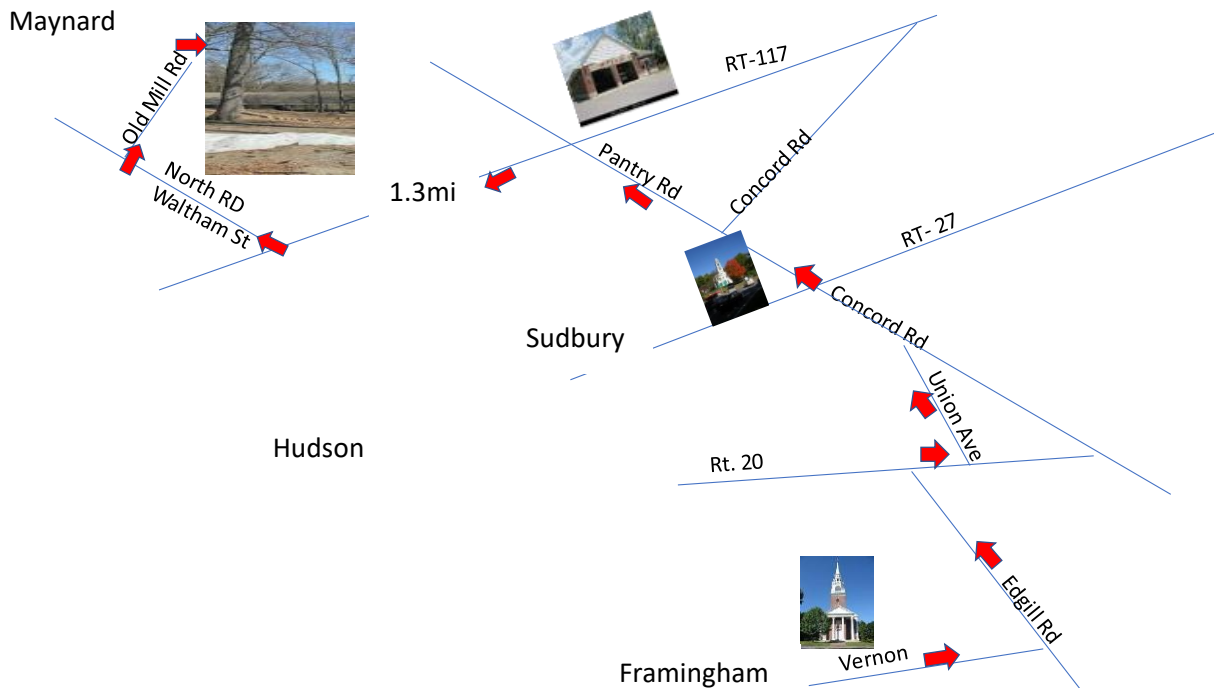 Maynard
Old Mill Rd
North RD
Waltham St
1.3mi
RT-117
Pantry Rd
Concord Rd
RT- 27
Sudbury
Concord Rd
Union Ave
Hudson
Rt. 20
Edgill Rd
Vernon
Framingham